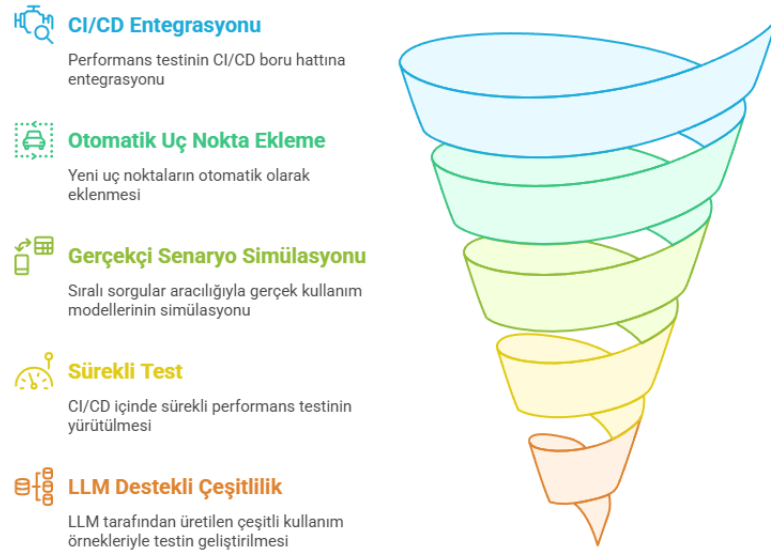 CI/CD Entegrasyonu
Performans testinin CI/CD boru hattına
entegrasyonu
Otomatik Uç Nokta Ekleme
Yeni uç noktaların otomatik olarak
eklenmesi
Gerçekçi Senaryo Simülasyonu
Sıralı sorgular aracılığıyla gerçek kullanım
modellerinin simülasyonu
Sürekli Test
CI/CD içinde sürekli performans testinin
yürütülmesi
LLM Destekli Çeşitlilik
LLM tarafından üretilen çeşitli kullanım
örnekleriyle testin geliştirilmesi